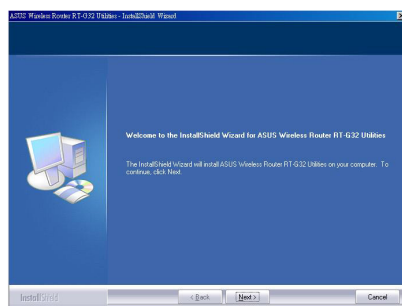 ASUS Wireless Router RT-G32 Utilities - InstallShield Wizard
Welcome to the InstallShield Wizard for ASUS Wireless Router RT-G32 Utilities
The InstallShield Wizard will install ASUS Wireless Router RT-G32 Utilities on your computer. To
continue, click Next.
InstallShield
< Back
Next >
Cancel